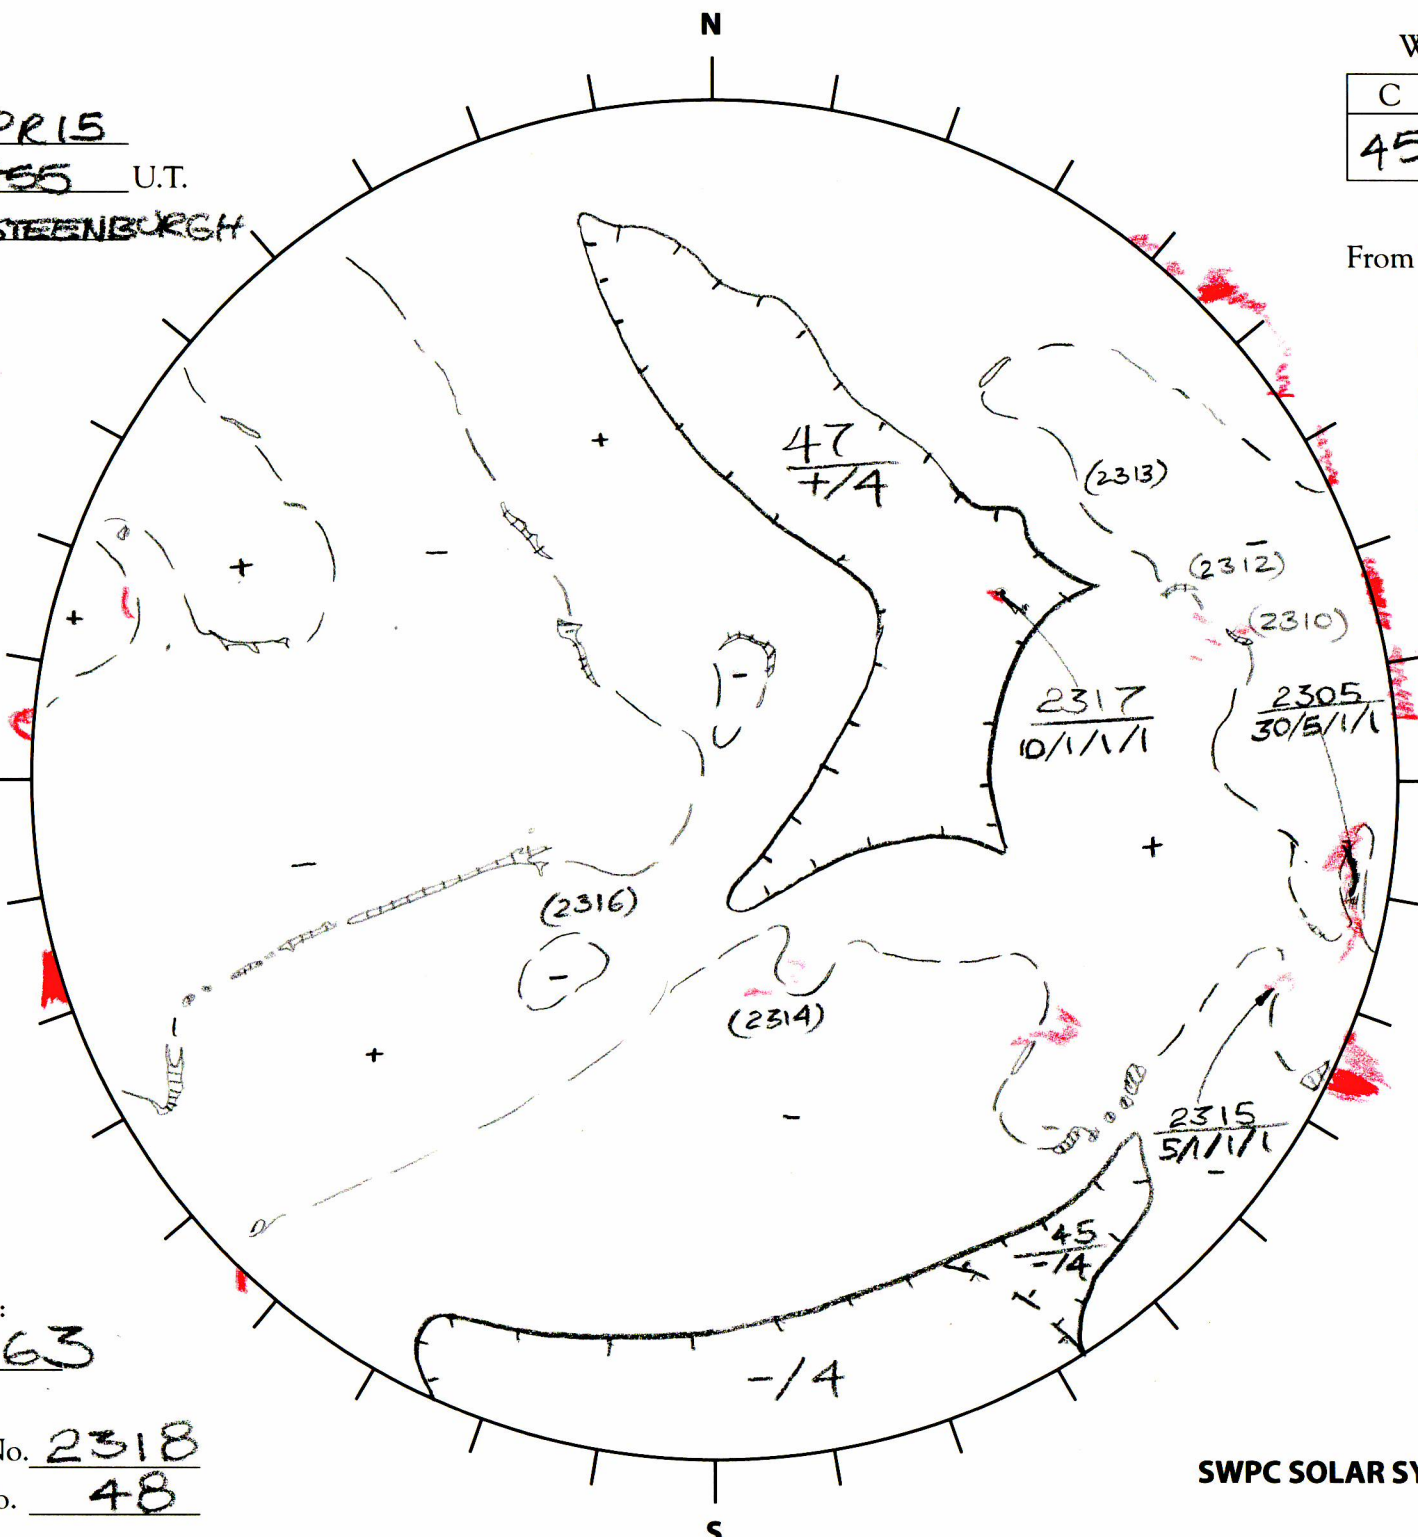 N
PR15
55 U.T.
STEENBURGH
W
C
45
From
47
+/4
(2313)
(2312)
(2310)
2317
10/1/1/1
2305
30/5/1/1
+
+
+
-
-
-
+
(2316)
-
(2314)
+
-
2315
5/1/1/1
45
-/4
-/4
:
63
No. 2318
o. 48
SWPC SOLAR SY
S